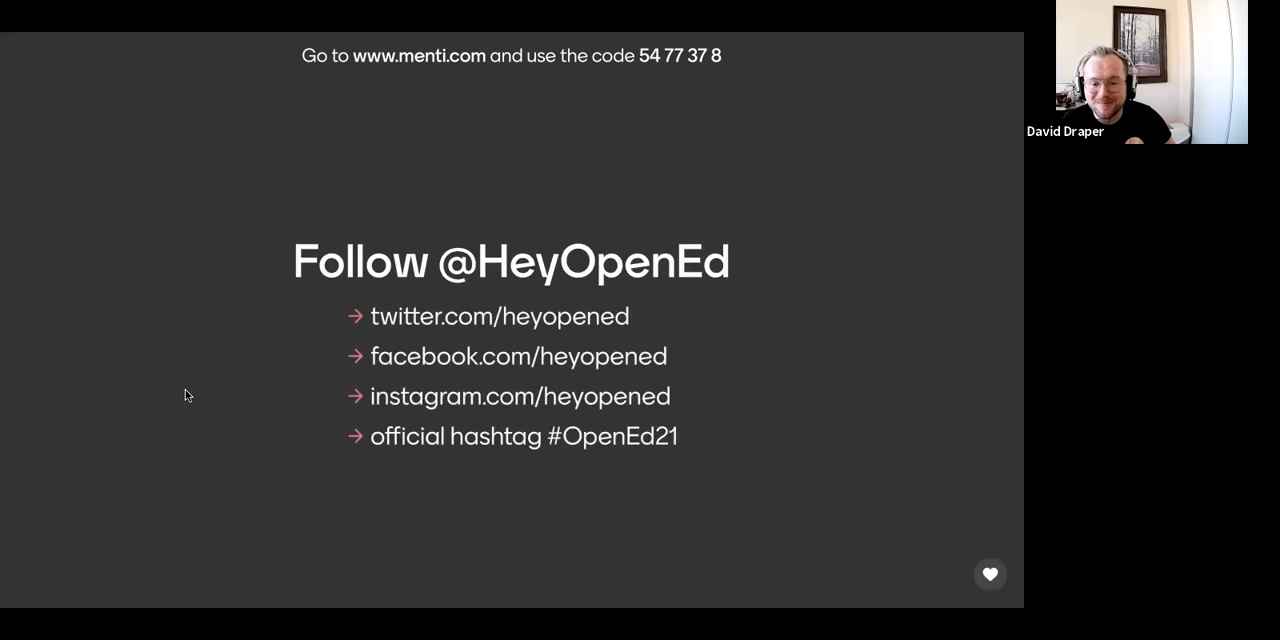 Go to www.menti.com and use the code 54 77 37 8
David Draper
Follow @HeyOpenEd
→ twitter.com/heyopened
→ facebook.com/heyopened
→ instagram.com/heyopened
→ official hashtag #OpenEd21